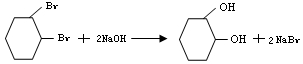 Br
Br + 2NaOH → OH
OH + 2NaBr